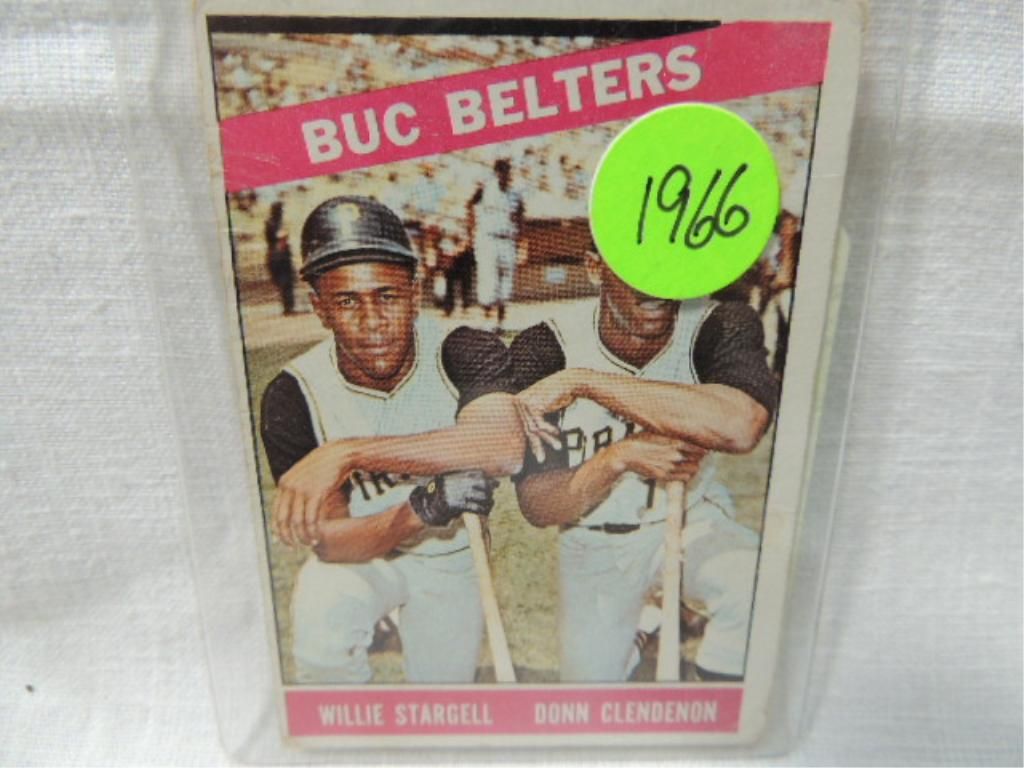 BUC BELTERS
1966
WILLIE STARGELL DONN CLENDENON